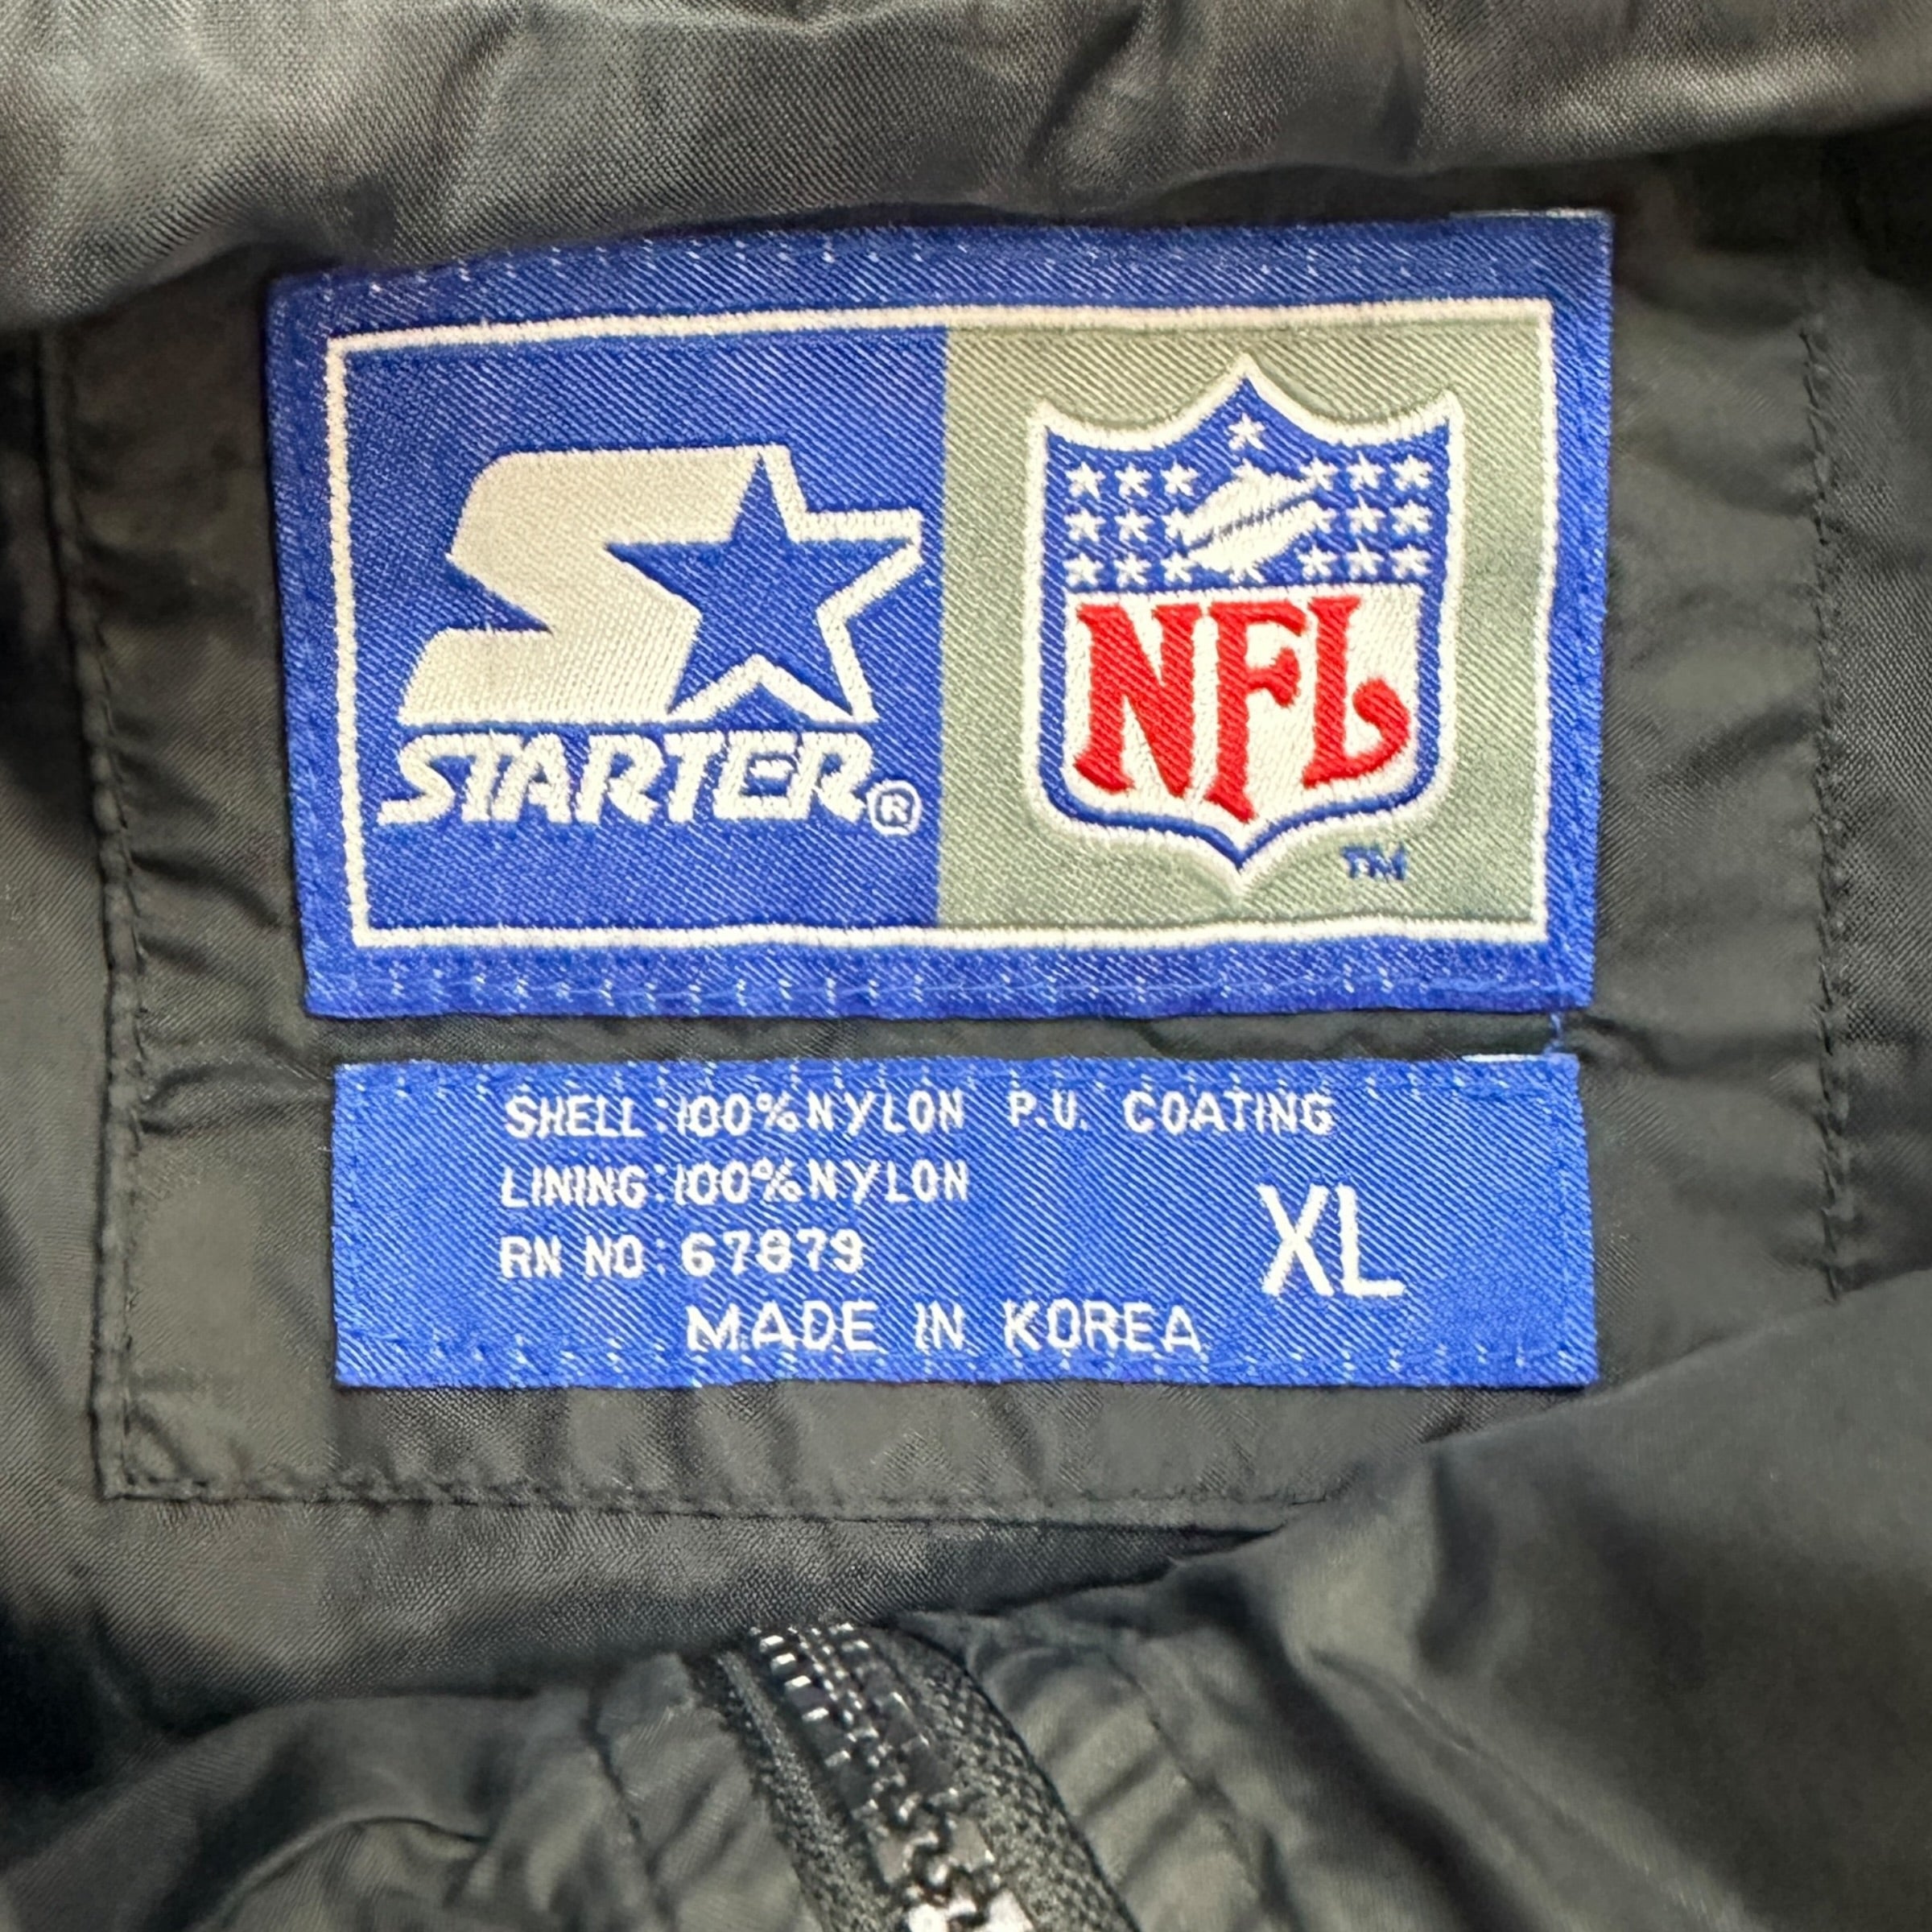 STARTER®
NFL
TM
SHELL:100%NYLON P.U. COATING
LINING:100%NYLON
RN NO:67879
XL
MADE IN KOREA